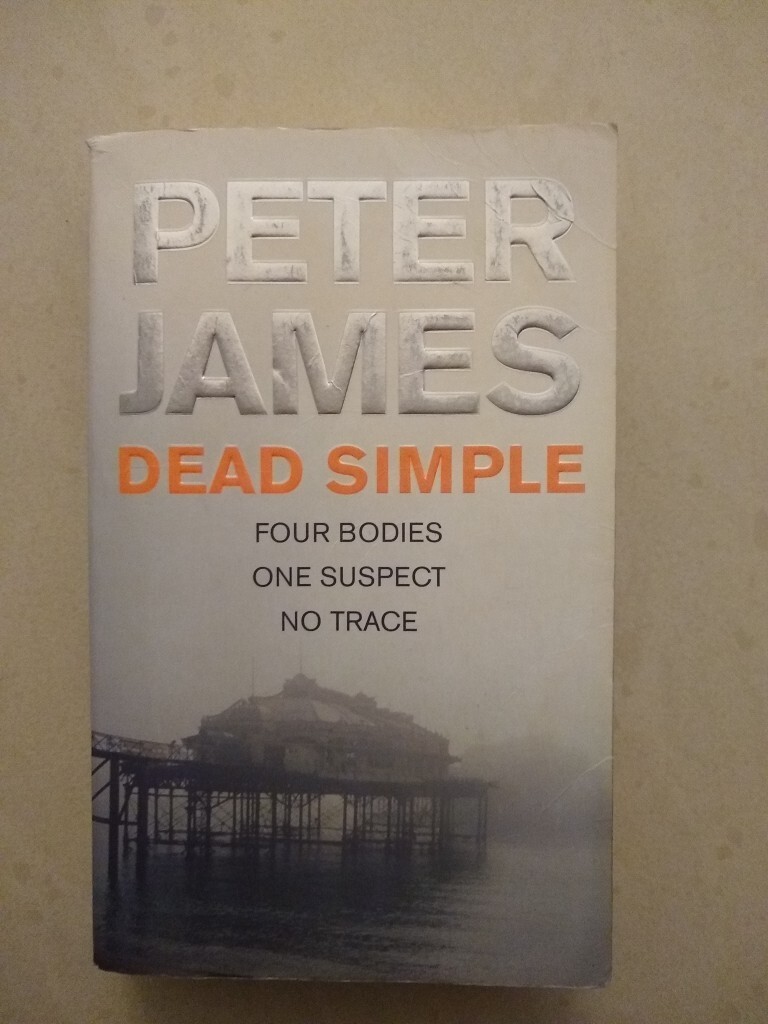 PETER
JAMES
DEAD SIMPLE
FOUR BODIES
ONE SUSPECT
NO TRACE